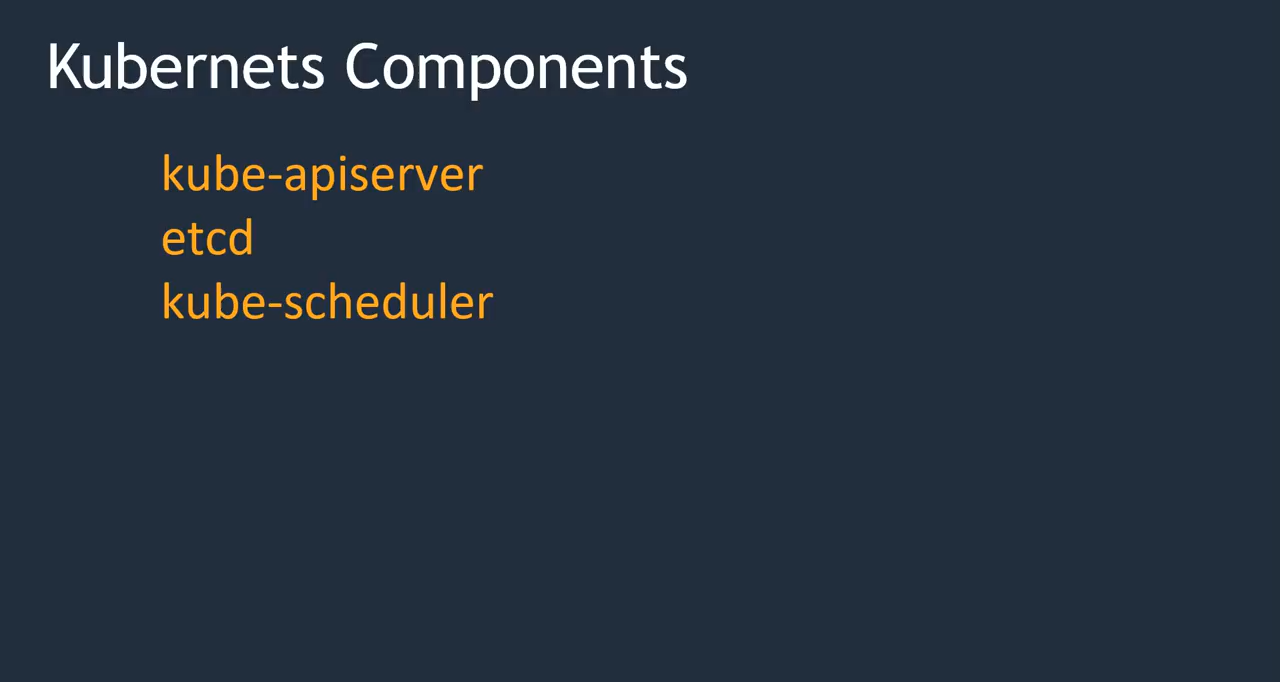 Kubernets Components
kube-apiserver
etcd
kube-scheduler